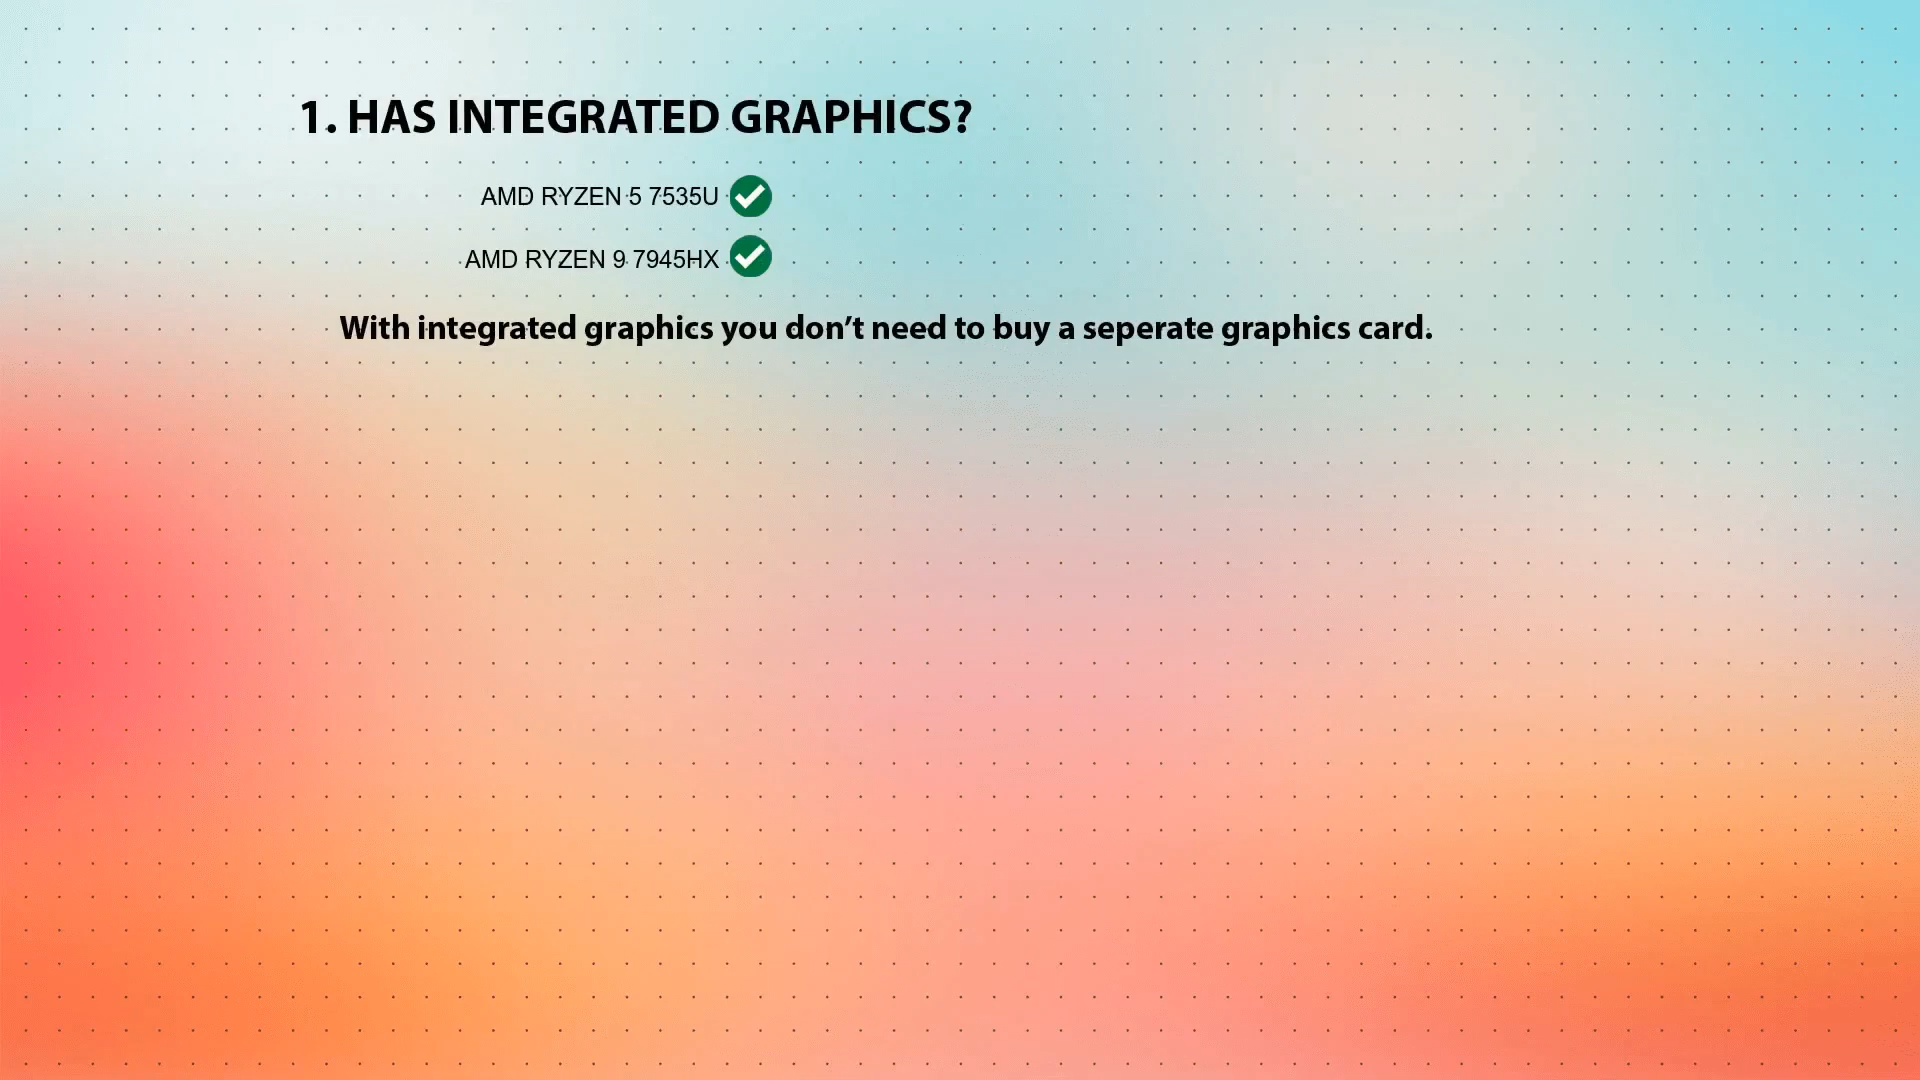 1. HAS INTEGRATED GRAPHICS?
AMD RYZEN 5 7535U
AMD RYZEN 9 7945HX
With integrated graphics you don’t need to buy a seperate graphics card.